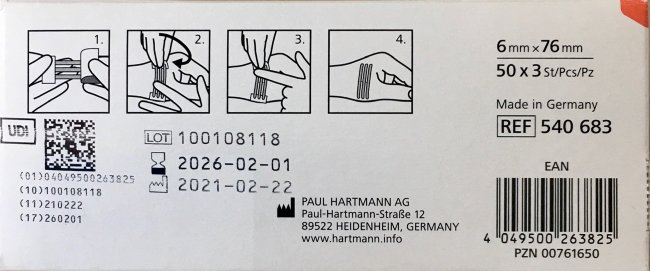 1.
2.
3.
4.
6 mm × 76 mm
50 x 3 St/Pcs/Pz
Made in Germany
REF 540 683
UDI
(01)04049500263825
(10)100108118
(11)210222
(17)260201
LOT 100108118
2026-02-01
2021-02-22
PAUL HARTMANN AG
Paul-Hartmann-Straße 12
89522 HEIDENHEIM, GERMANY
www.hartmann.info
EAN
4 049500 263825
PZN 00761650